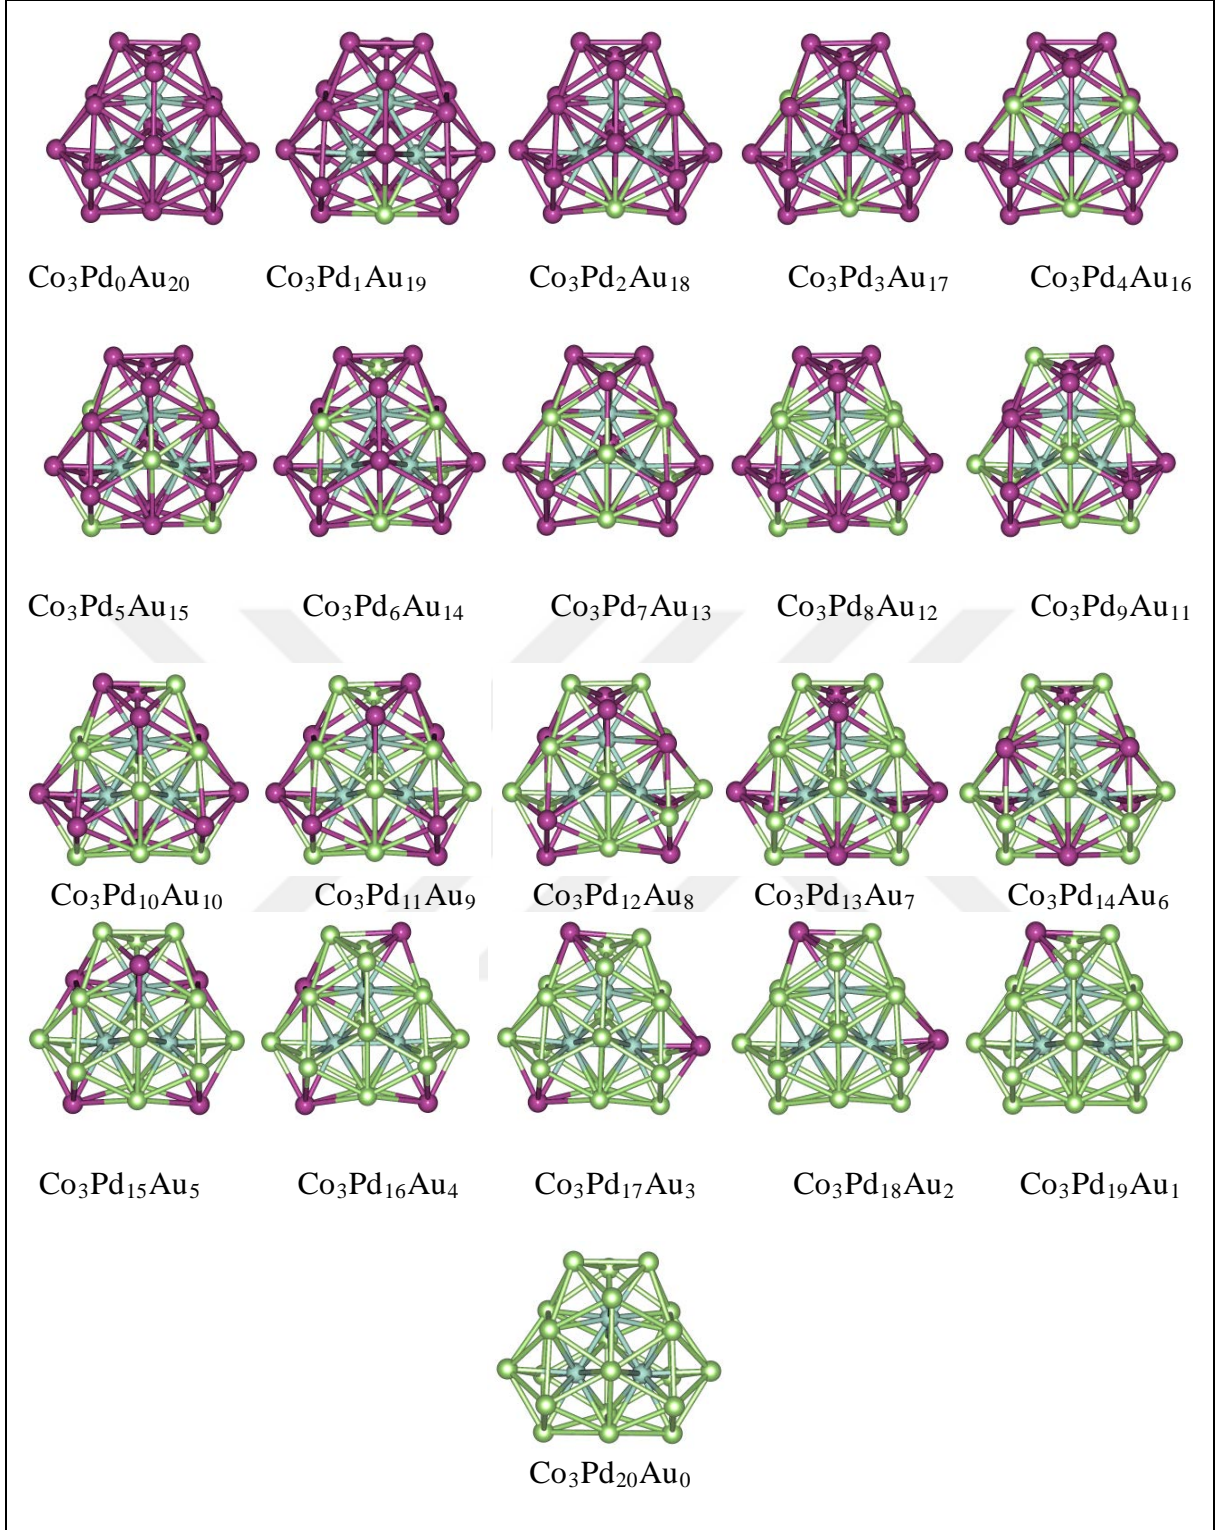 Co₃Pd₀Au₂₀ Co₃Pd₁Au₁₉ Co₃Pd₂Au₁₈ Co₃Pd₃Au₁₇ Co₃Pd₄Au₁₆
Co₃Pd₅Au₁₅ Co₃Pd₆Au₁₄ Co₃Pd₇Au₁₃ Co₃Pd₈Au₁₂ Co₃Pd₉Au₁₁
Co₃Pd₁₀Au₁₀ Co₃Pd₁₁Au₉ Co₃Pd₁₂Au₈ Co₃Pd₁₃Au₇ Co₃Pd₁₄Au₆
Co₃Pd₁₅Au₅ Co₃Pd₁₆Au₄ Co₃Pd₁₇Au₃ Co₃Pd₁₈Au₂ Co₃Pd₁₉Au₁
Co₃Pd₂₀Au₀